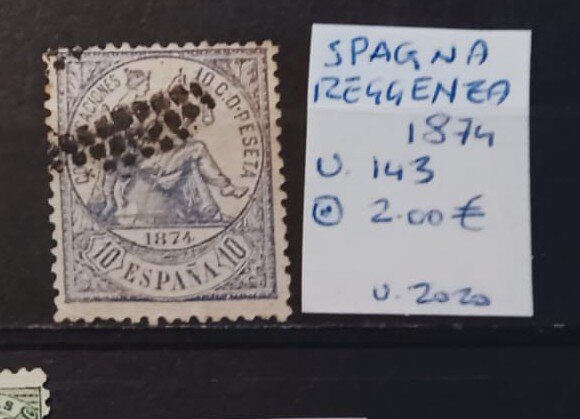 COMUNICACIONES
10.C.D.PESETA
1874
10 ESPAÑA 10
SPAGNA
REGGENZA
1874
U. 143
2.00€
U. 2020